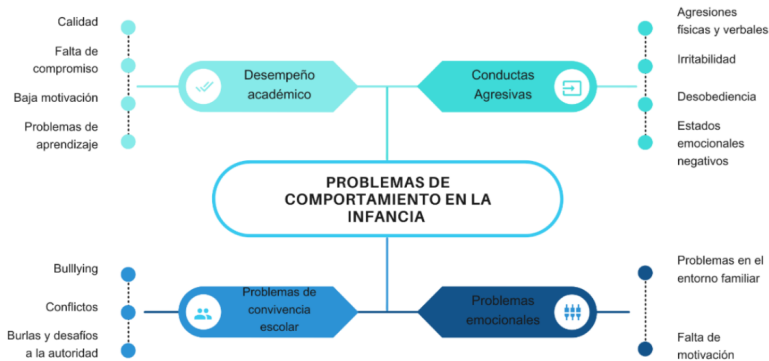 Calidad
Falta de
compromiso
Baja motivación
Problemas de
aprendizaje
Desempeño
académico
Conductas
Agresivas
Agresiones
físicas y verbales
Irritabilidad
Desobediencia
Estados
emocionales
negativos
PROBLEMAS DE
COMPORTAMIENTO EN LA
INFANCIA
Bulllying
Conflictos
Burlas y desafíos
a la autoridad
Problemas de
convivencia
escolar
Problemas
emocionales
Problemas en el
entorno familiar
Falta de
motivación